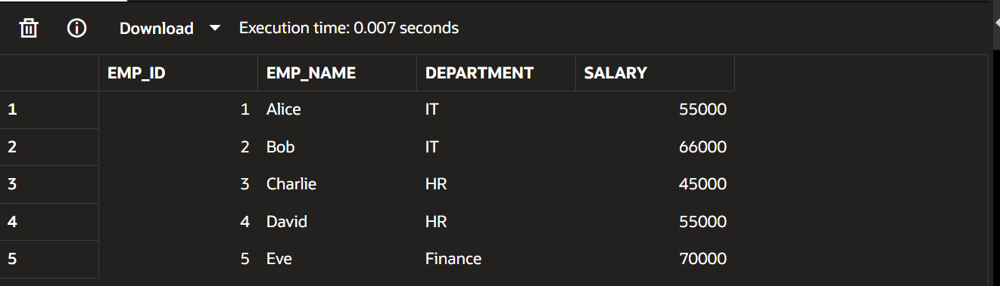 Download Execution time: 0.007 seconds
EMP_ID EMP_NAME DEPARTMENT SALARY
1 1 Alice IT 55000
2 2 Bob IT 66000
3 3 Charlie HR 45000
4 4 David HR 55000
5 5 Eve Finance 70000